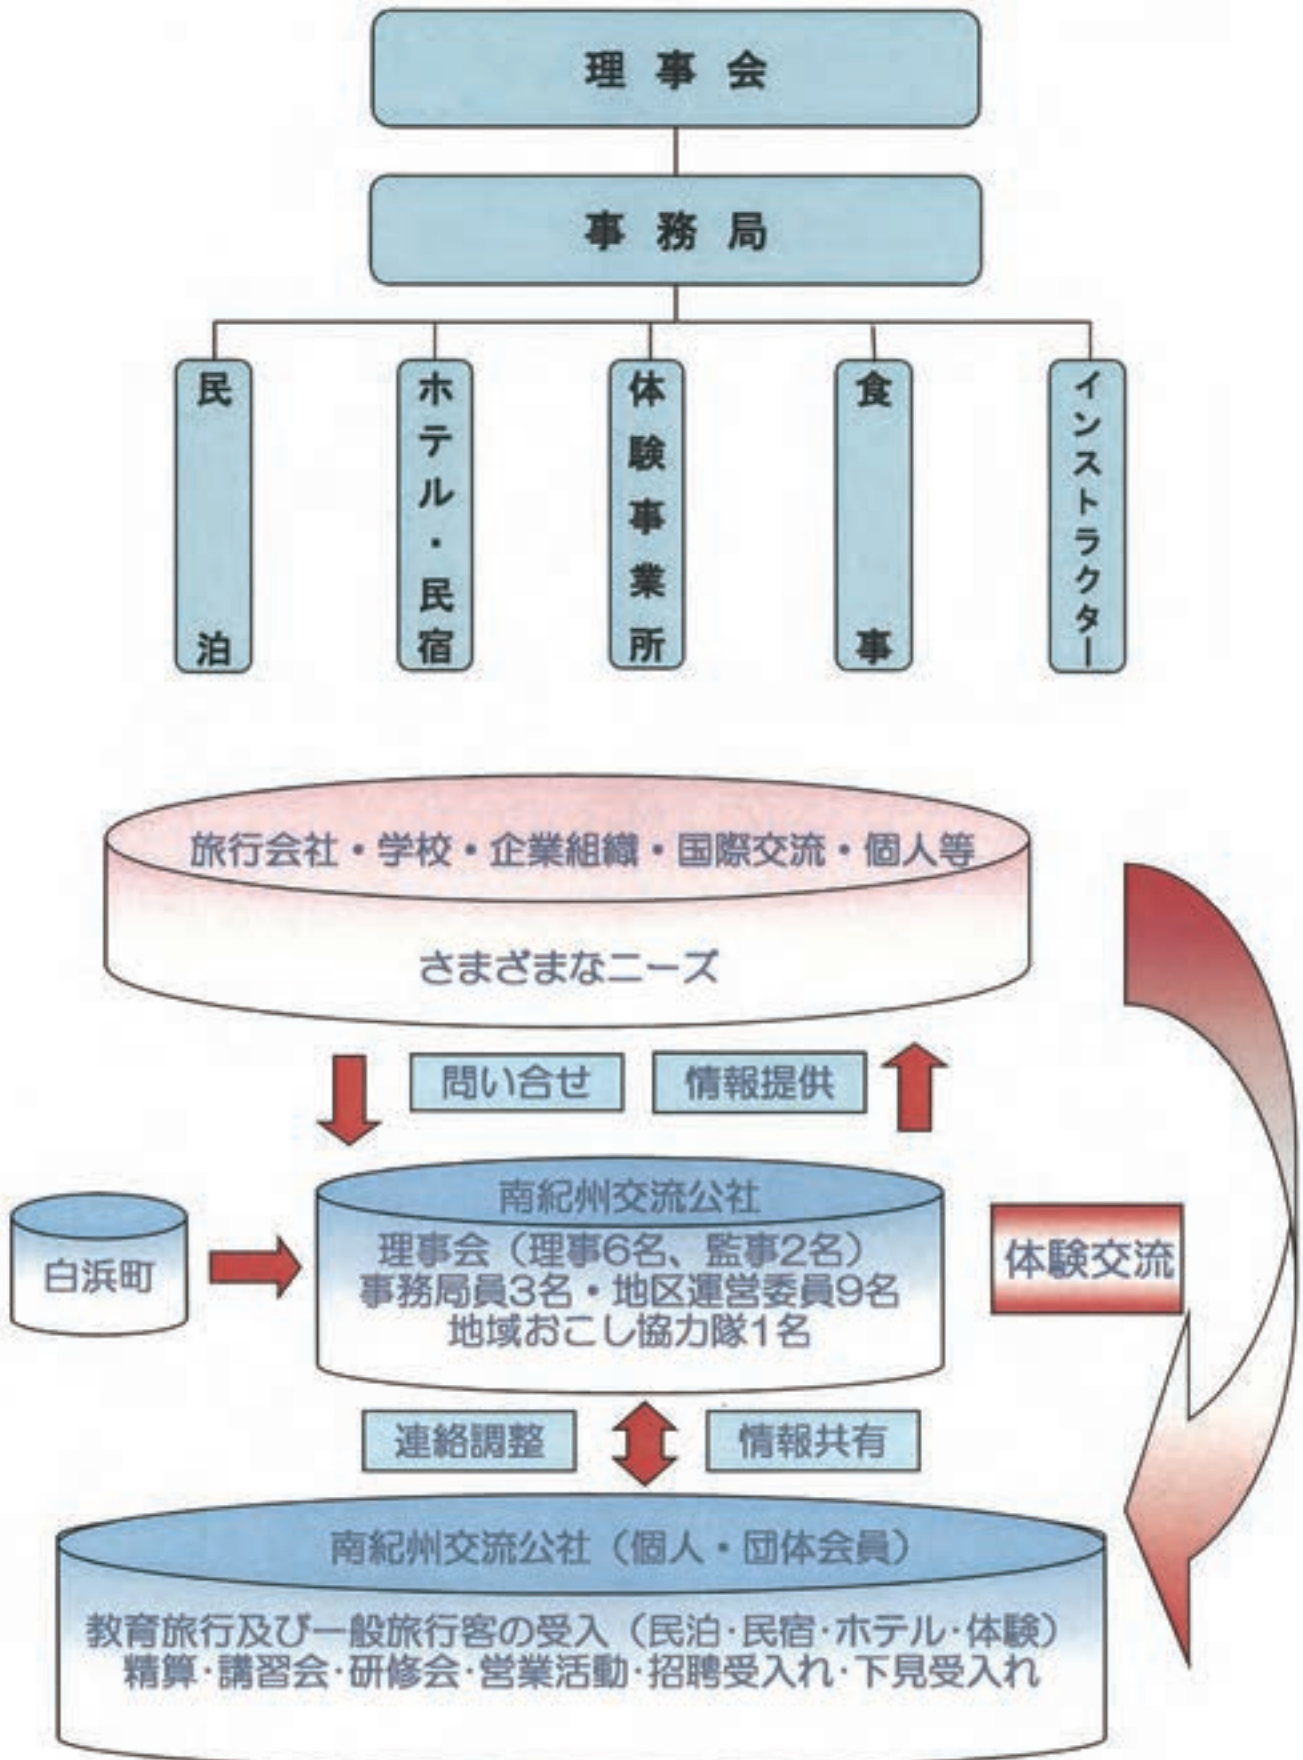 理事会
事務局
民泊
ホテル・民宿
体験事業所
食事
インストラクター
旅行会社・学校・企業組織・国際交流・個人等
さまざまなニーズ
問い合せ
情報提供
南紀州交流公社
理事会（理事6名、監事2名）
事務局員3名・地区運営委員9名
地域おこし協力隊1名
白浜町
体験交流
連絡調整
情報共有
南紀州交流公社（個人・団体会員）
教育旅行及び一般旅行客の受入（民泊・民宿・ホテル・体験）
精算・講習会・研修会・営業活動・招聘受入れ・下見受入れ